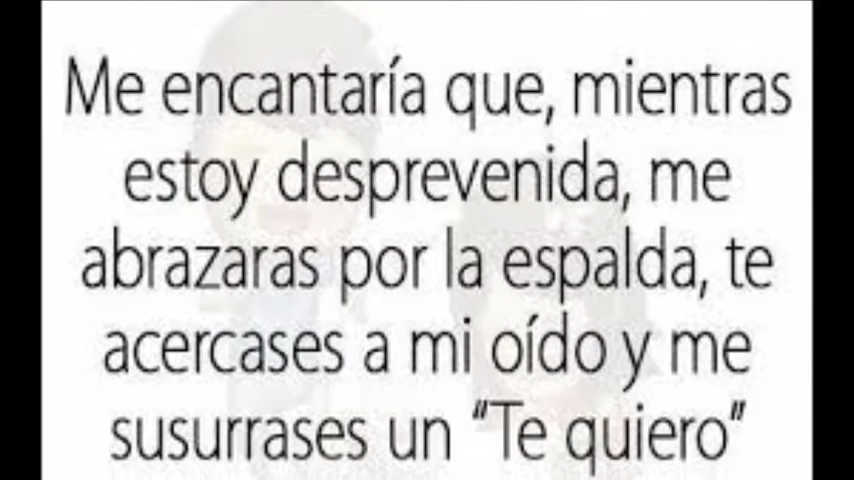 Me encantaría que, mientras
estoy desprevenida, me
abrazaras por la espalda, te
acercases a mi oído y me
susurrases un "Te quiero"